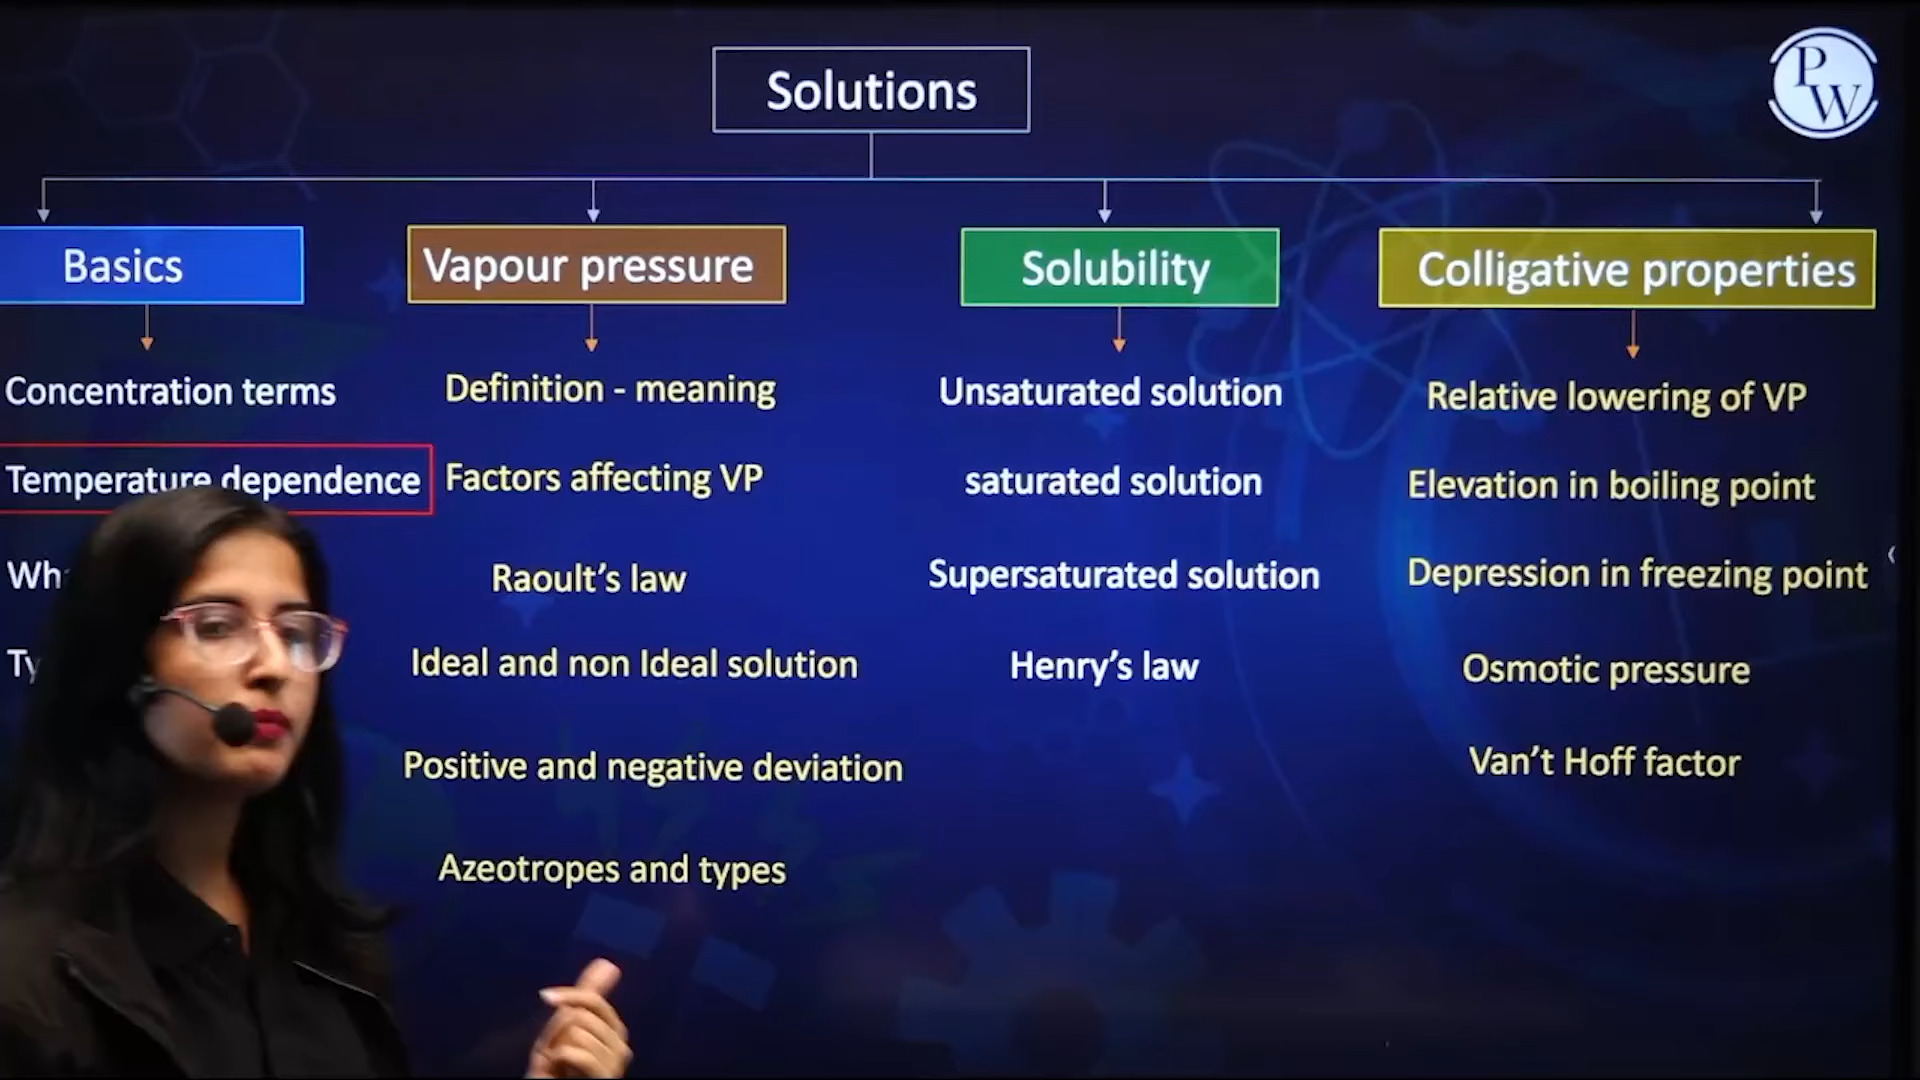 Solutions
P
W
Basics
Vapour pressure
Solubility
Colligative properties
Concentration terms
Temperature dependence
Definition - meaning
Factors affecting VP
Raoult's law
Ideal and non Ideal solution
Positive and negative deviation
Azeotropes and types
Unsaturated solution
saturated solution
Supersaturated solution
Henry's law
Relative lowering of VP
Elevation in boiling point
Depression in freezing point
Osmotic pressure
Van't Hoff factor